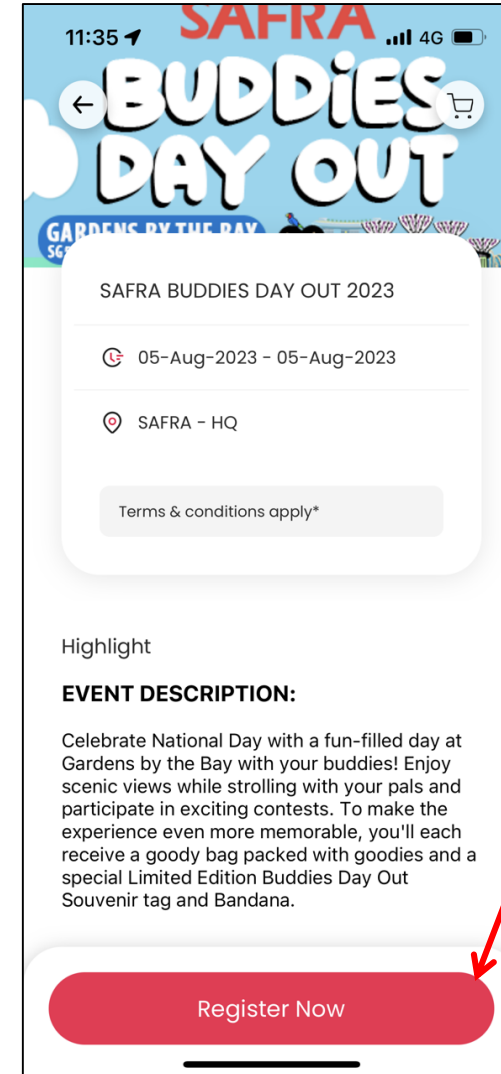 SAFRA
11:35
4G
BUDDiES
DAY OUT
GARDENS BY THE BAY
SAFRA BUDDIES DAY OUT 2023
05-Aug-2023 - 05-Aug-2023
SAFRA - HQ
Terms & conditions apply*
Highlight
EVENT DESCRIPTION:
Celebrate National Day with a fun-filled day at
Gardens by the Bay with your buddies! Enjoy
scenic views while strolling with your pals and
participate in exciting contests. To make the
experience even more memorable, you'll each
receive a goody bag packed with goodies and a
special Limited Edition Buddies Day Out
Souvenir tag and Bandana.
Register Now